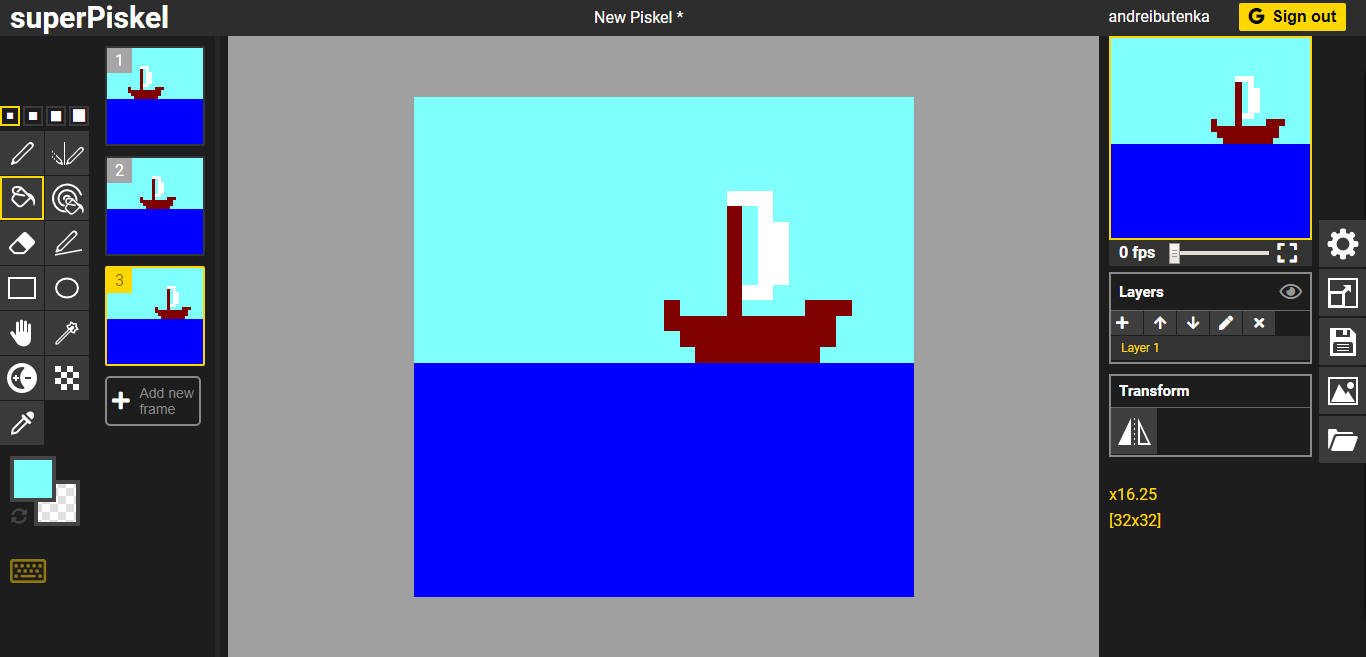 superPiskel
New Piskel *
andreibutenka
G Sign out
1
2
3
Add new
frame
0 fps
Layers
Layer 1
Transform
x16.25
[32x32]